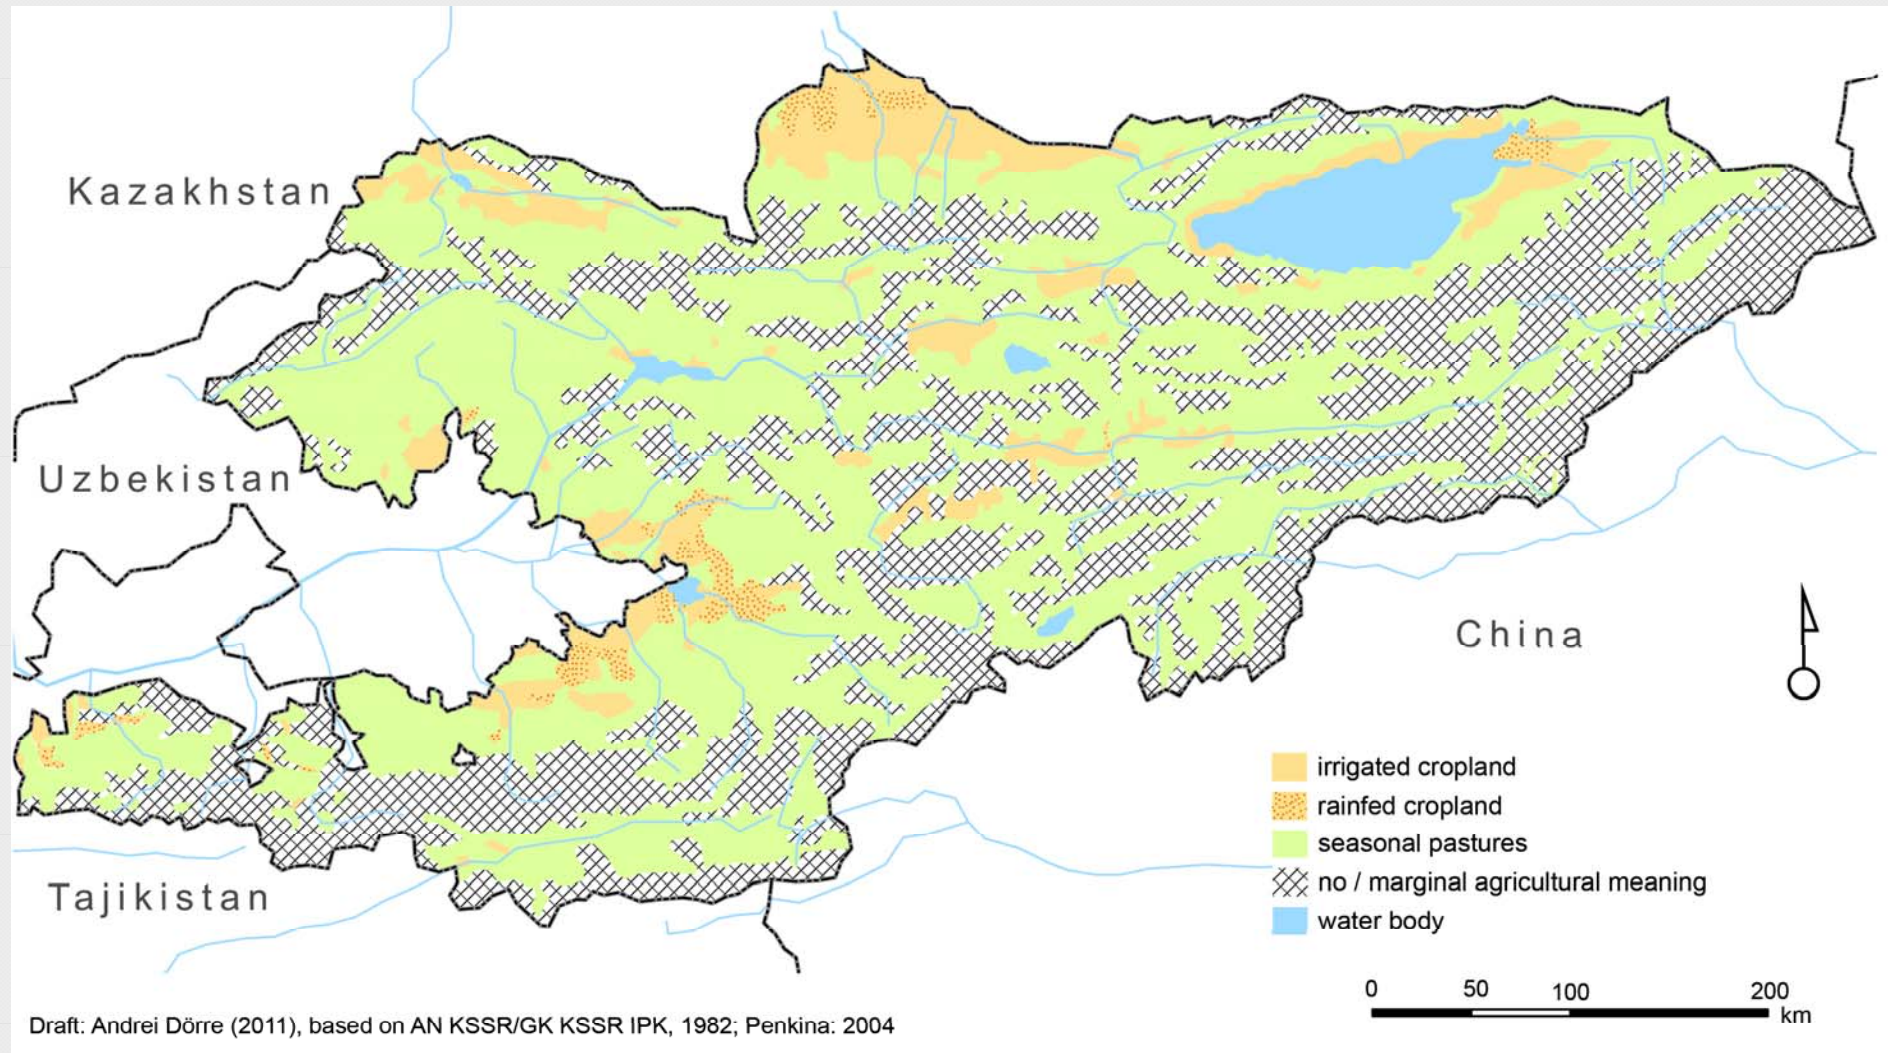 Kazakhstan
Uzbekistan
China
Tajikistan
irrigated cropland
rainfed cropland
seasonal pastures
no / marginal agricultural meaning
water body
0 50 100 200
km
Draft: Andrei Dörre (2011), based on AN KSSR/GK KSSR IPK, 1982; Penkina: 2004